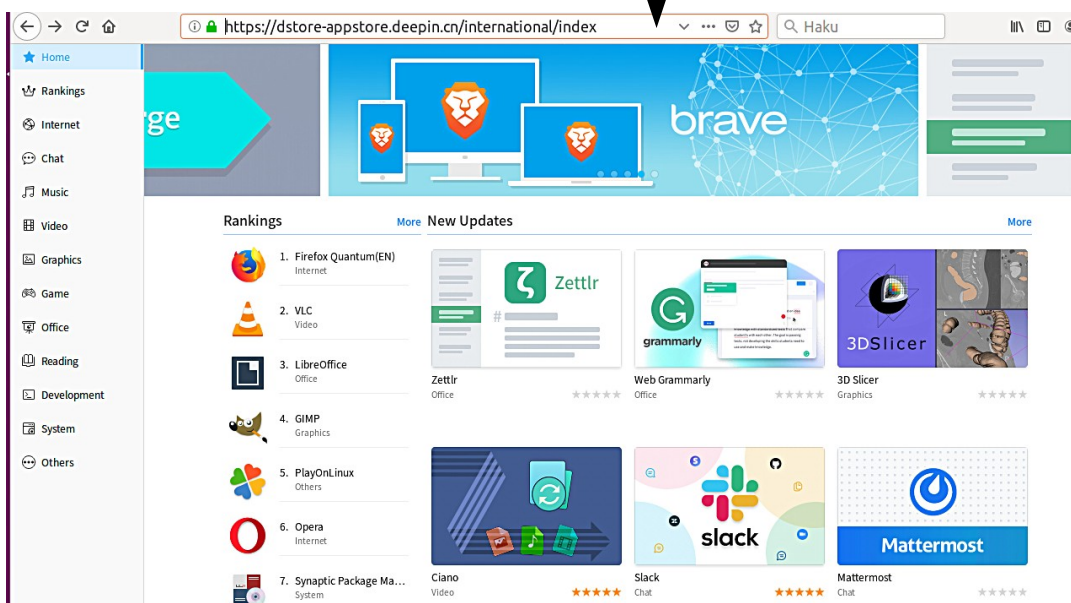 https://dstore-appstore.deepin.cn/international/index
Haku
Home
Rankings
Internet
Chat
Music
Video
Graphics
Game
Office
Reading
Development
System
Others
rge
brave
Rankings
More
1. Firefox Quantum(EN)
Internet
2. VLC
Video
3. LibreOffice
Office
4. GIMP
Graphics
5. PlayOnLinux
Others
6. Opera
Internet
7. Synaptic Package Ma...
System
New Updates
More
Zettlr
#
Zettlr
Office
grammarly
Web Grammarly
Office
3DSlicer
3D Slicer
Graphics
Ciano
Video
slack
Slack
Chat
Mattermost
Mattermost
Chat